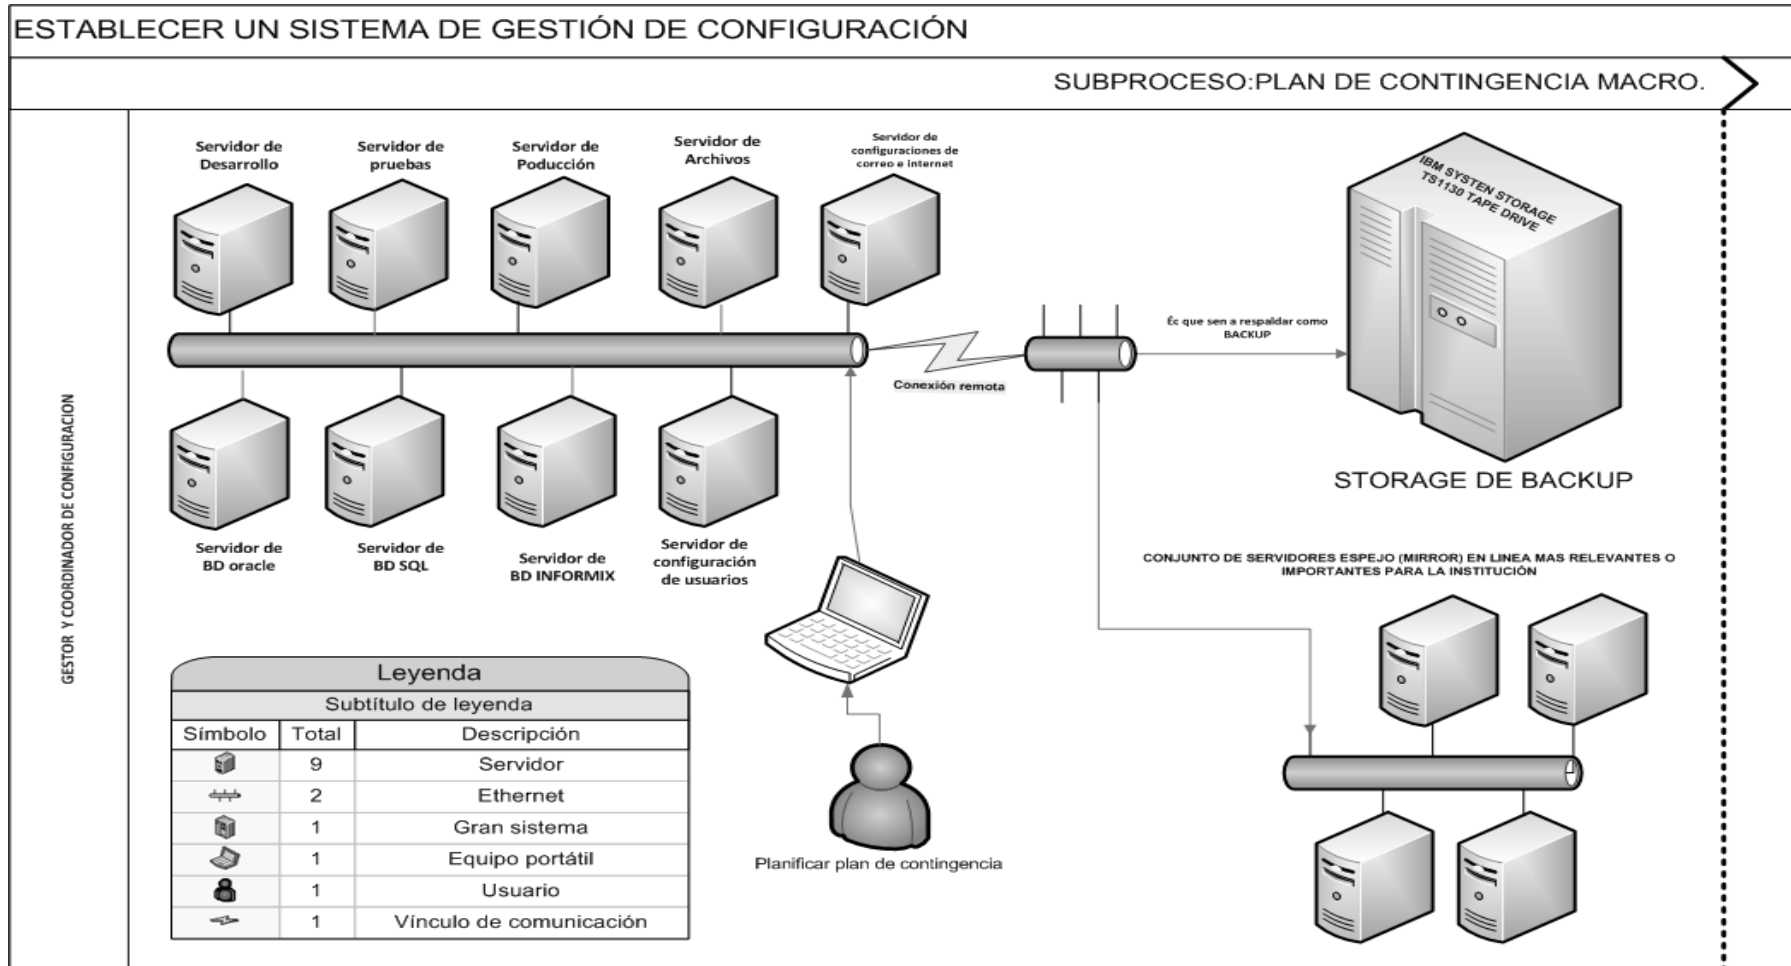 ESTABLECER UN SISTEMA DE GESTIÓN DE CONFIGURACIÓN
SUBPROCESO:PLAN DE CONTINGENCIA MACRO.
GESTOR Y COORDINADOR DE CONFIGURACION
Servidor de
Desarrollo
Servidor de
pruebas
Servidor de
Poducción
Servidor de
Archivos
Servidor de
configuraciones de
correo e internet
IBM SYSTEN STORAGE
TS1130 TAPE DRIVE
Éc que sen a respaldar como
BACKUP
Conexión remota
STORAGE DE BACKUP
Servidor de
BD oracle
Servidor de
BD SQL
Servidor de
BD INFORMIX
Servidor de
configuración
de usuarios
CONJUNTO DE SERVIDORES ESPEJO (MIRROR) EN LINEA MAS RELEVANTES O
IMPORTANTES PARA LA INSTITUCIÓN
Leyenda
Subtítulo de leyenda
Símbolo Total Descripción
9 Servidor
2 Ethernet
1 Gran sistema
1 Equipo portátil
1 Usuario
1 Vínculo de comunicación
Planificar plan de contingencia